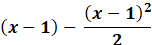 (x − 1) − (x − 1)²/2